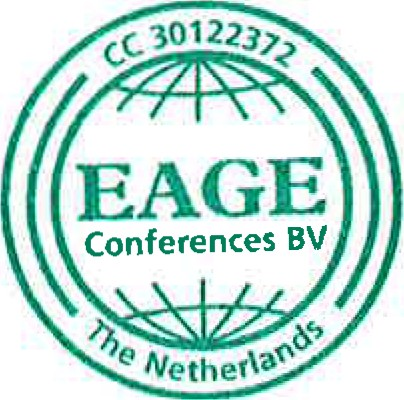 CC 30122372
EAGE
Conferences BV
The Netherlands